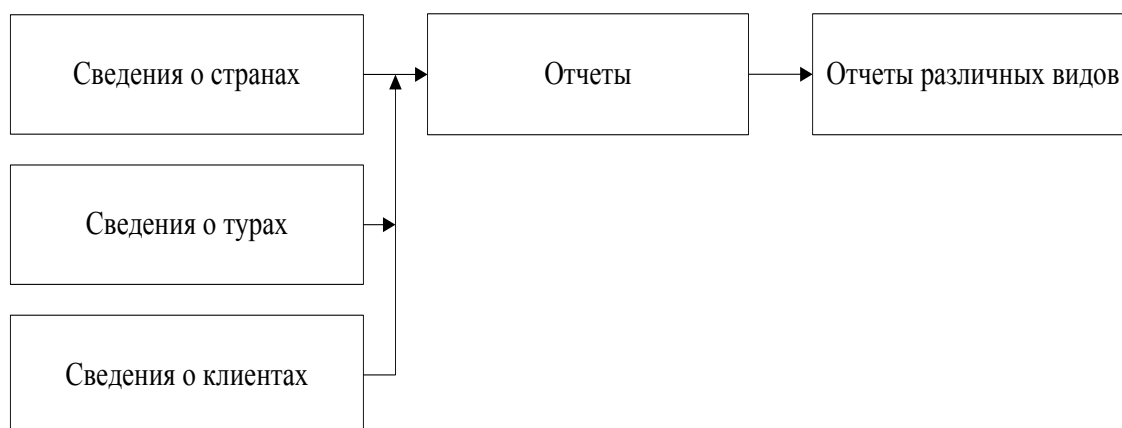 Сведения о странах
Отчеты
Отчеты различных видов
Сведения о турах
Сведения о клиентах